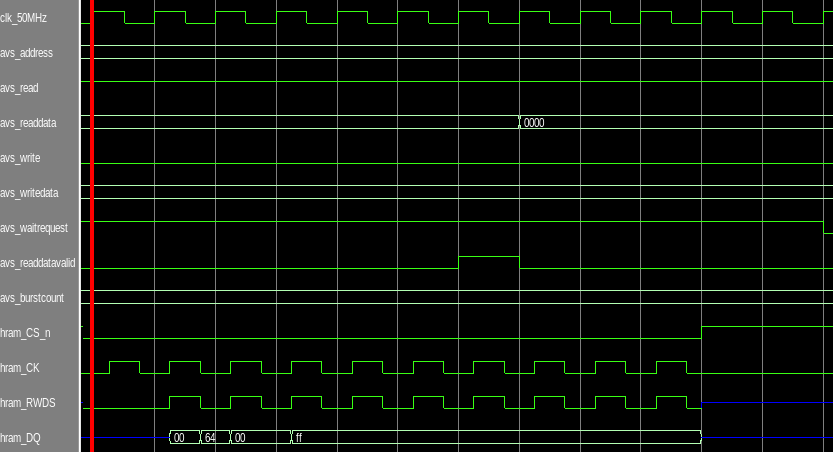 clk_50MHz
avs_address
avs_read
avs_readdata 0000
avs_write
avs_writedata
avs_waitrequest
avs_readdatavalid
avs_burstcount
hram_CS_n
hram_CK
hram_RWDS
hram_DQ 00 64 00 ff